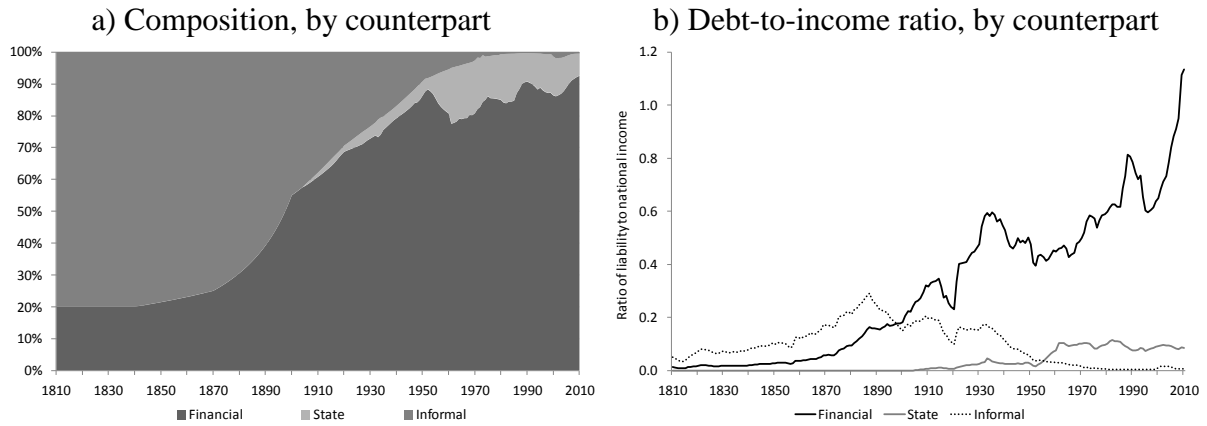 a) Composition, by counterpart
100%
90%
80%
70%
60%
50%
40%
30%
20%
10%
0%
1810 1830 1850 1870 1890 1910 1930 1950 1970 1990 2010
Financial State Informal
b) Debt-to-income ratio, by counterpart
Ratio of liability to national income
1.2
1.0
0.8
0.6
0.4
0.2
0.0
1810 1830 1850 1870 1890 1910 1930 1950 1970 1990 2010
Financial State Informal